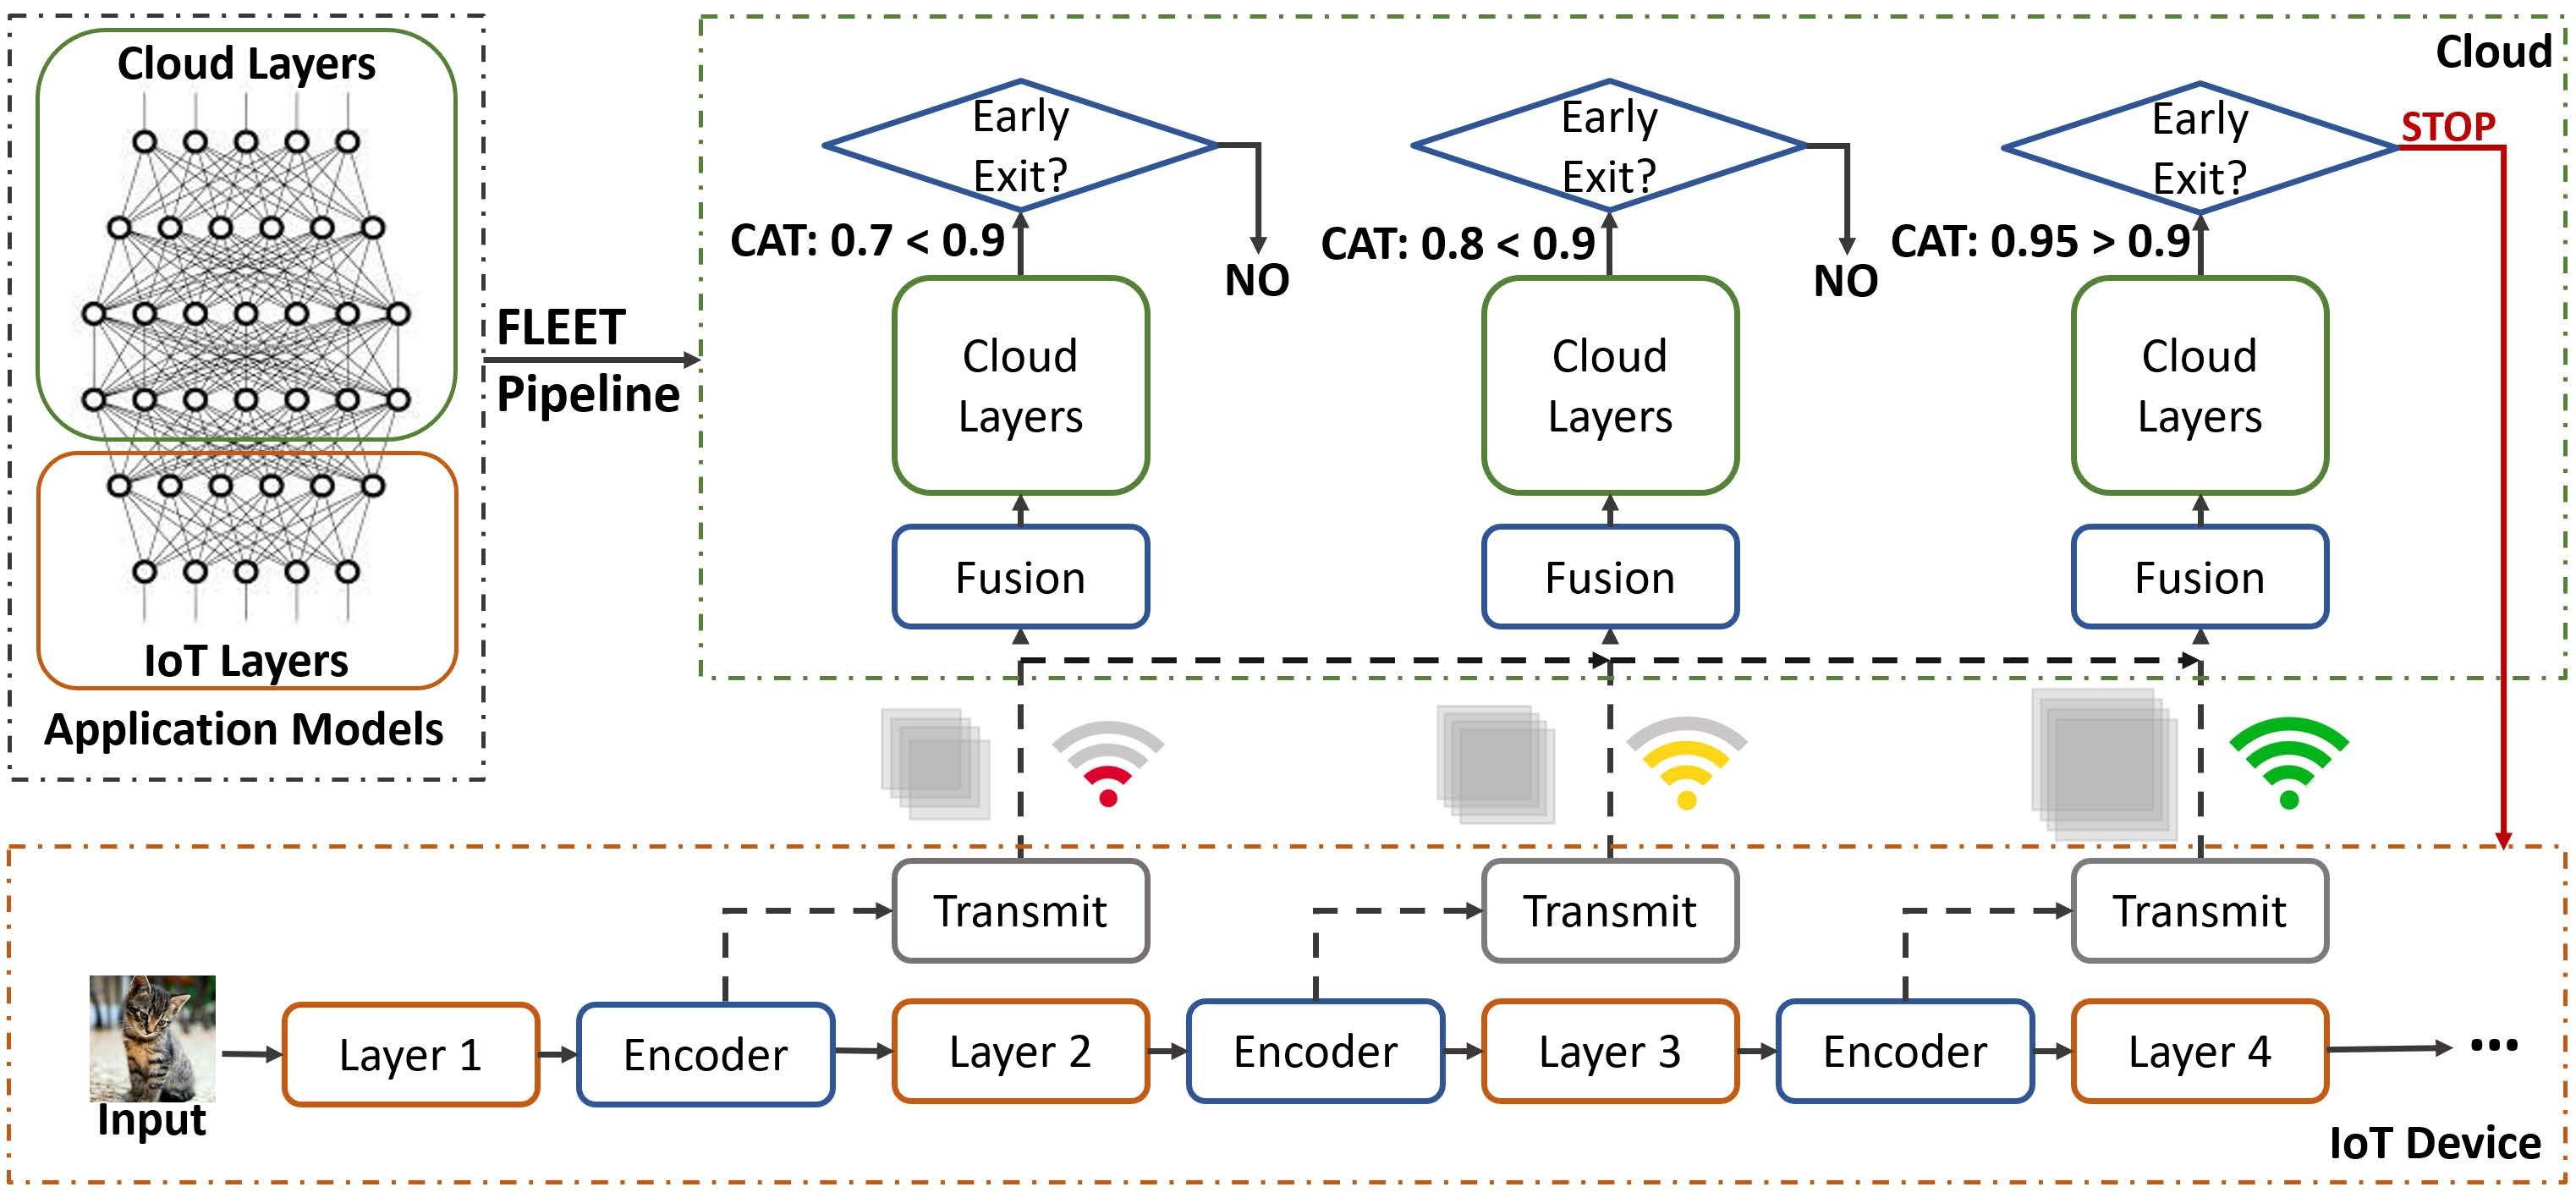 Cloud Layers
IoT Layers
Application Models
FLEET
Pipeline
Cloud
Early
Exit?
CAT: 0.7 < 0.9
NO
Cloud
Layers
Fusion
Early
Exit?
CAT: 0.8 < 0.9
NO
Cloud
Layers
Fusion
Early
Exit?
STOP
CAT: 0.95 > 0.9
Cloud
Layers
Fusion
Transmit
Transmit
Transmit
Input
Layer 1
Encoder
Layer 2
Encoder
Layer 3
Encoder
Layer 4
...
IoT Device